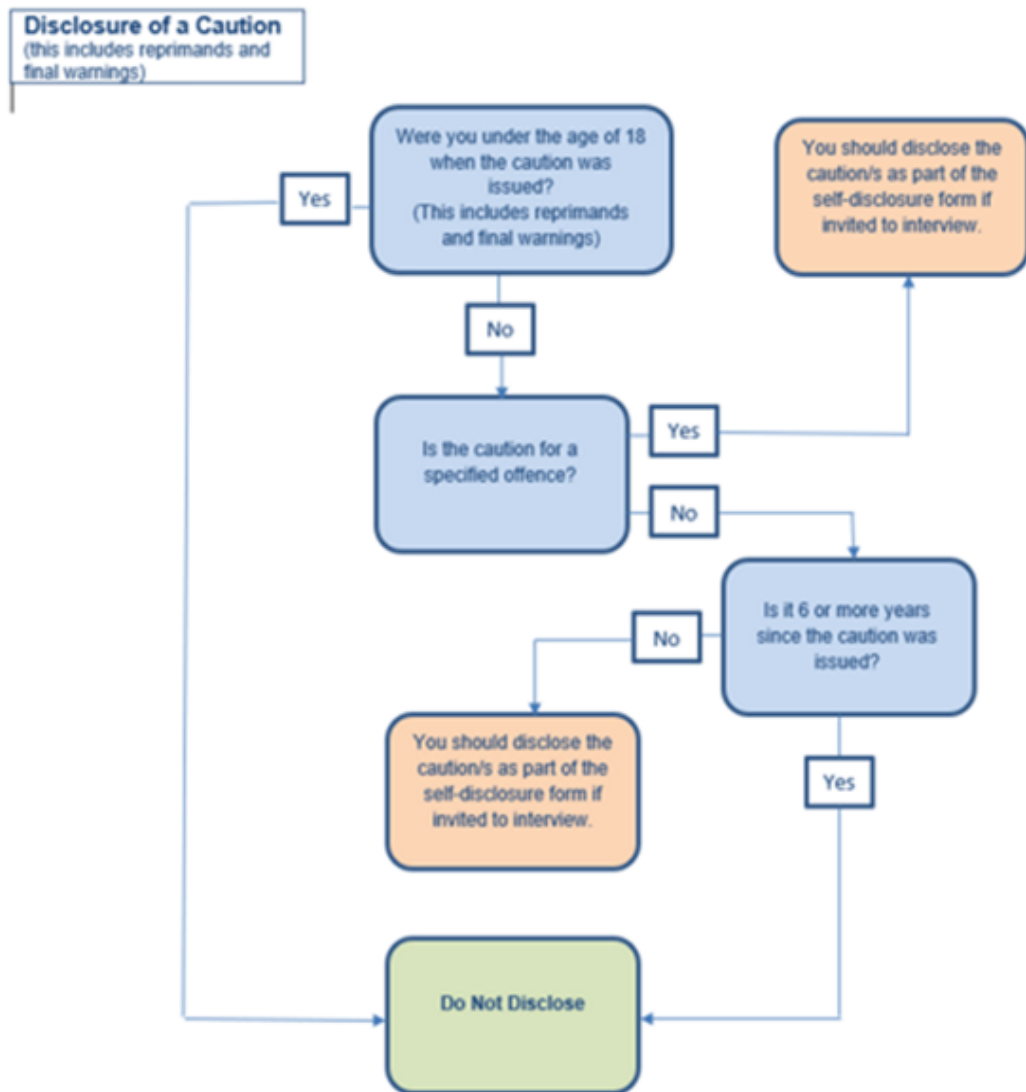 Disclosure of a Caution
(this includes reprimands and
final warnings)
Were you under the age of 18
when the caution was
issued?
(This includes reprimands
and final warnings)
You should disclose the
caution/s as part of the
self-disclosure form if
invited to interview.
Yes
No
Is the caution for a
specified offence?
Yes
No
Is it 6 or more years
since the caution was
issued?
No
You should disclose the
caution/s as part of the
self-disclosure form if
invited to interview.
Yes
Do Not Disclose